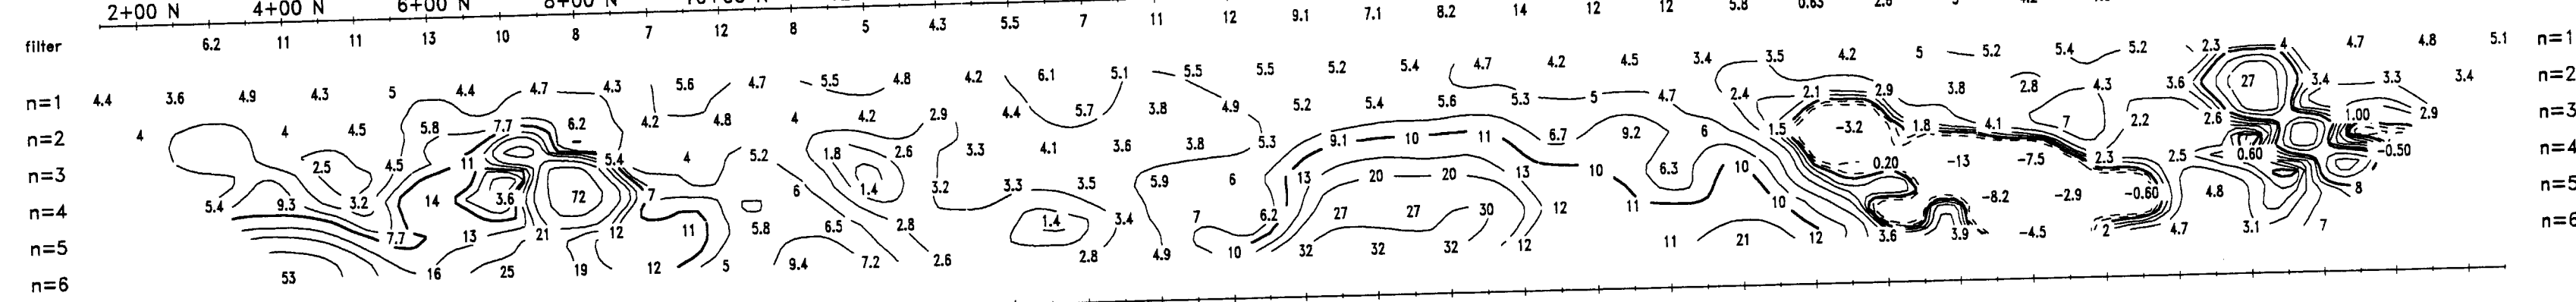 2+00 N 4+00 N 6+00 N 8+00 N
filter 6.2 11 11 13 10 8 7 12 8 5 4.3 5.5 7 11 12 9.1 7.1 8.2 14 12 12 5.8 0.63
n=1 4.4 3.6 4.9 4.3 5 4.4 4.7 4.3 5.6 4.7 5.5 4.8 4.2 6.1 5.1 5.5 5.5 5.2 5.4 4.7 4.2 4.5 3.4 3.5 4.2 5 5.2 5.4 5.2 2.3 4 4.7 4.8 5.1 n=1
n=2 4 4 4.5 5.8 7.7 6.2 4.2 4.8 4 4.2 2.9 4.4 5.7 3.8 4.9 5.2 5.4 5.6 5.3 5 4.7 2.4 2.1 2.9 3.8 2.8 4.3 3.6 27 3.4 3.3 3.4 n=2
n=3 2.5 4.5 11 5.4 4 5.2 1.8 2.6 3.3 4.1 3.6 3.8 5.3 9.1 10 11 6.7 9.2 6 1.5 -3.2 1.8 4.1 7 2.2 2.6 1.00 2.9 n=3
n=4 5.4 9.3 3.2 14 3.6 72 7 6 1.4 3.2 3.3 3.5 5.9 6 13 20 20 13 10 6.3 10 0.20 -13 -7.5 2.3 2.5 0.60 -0.50 n=4
n=5 7.7 13 21 12 11 5.8 6.5 2.8 1.4 3.4 7 6.2 27 27 30 12 11 10 -8.2 -2.9 -0.60 4.8 8 n=5
n=6 53 16 25 19 12 5 9.4 7.2 2.6 2.8 4.9 10 32 32 32 12 11 21 12 3.6 3.9 -4.5 2 4.7 3.1 7 n=6